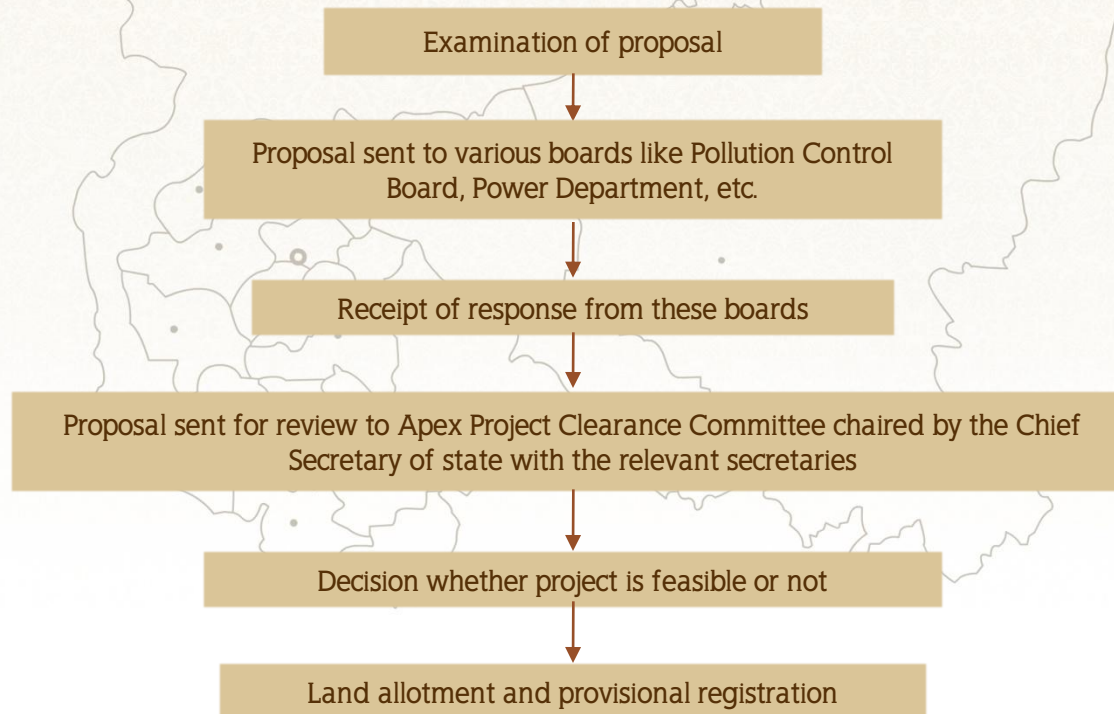 Examination of proposal
Proposal sent to various boards like Pollution Control
Board, Power Department, etc.
Receipt of response from these boards
Proposal sent for review to Apex Project Clearance Committee chaired by the Chief
Secretary of state with the relevant secretaries
Decision whether project is feasible or not
Land allotment and provisional registration